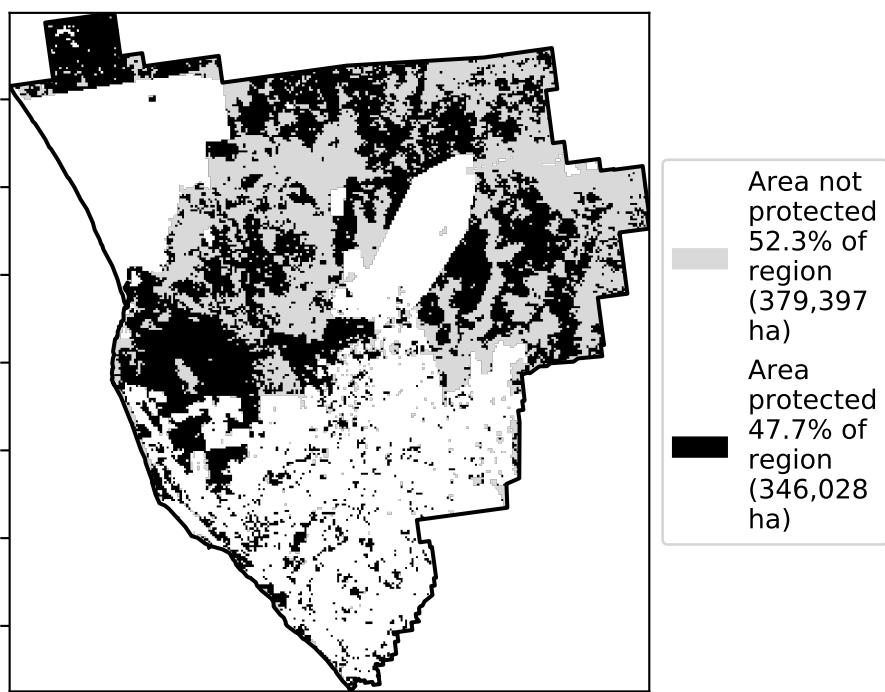 Area not
protected
52.3% of
region
(379,397
ha)
Area
protected
47.7% of
region
(346,028
ha)